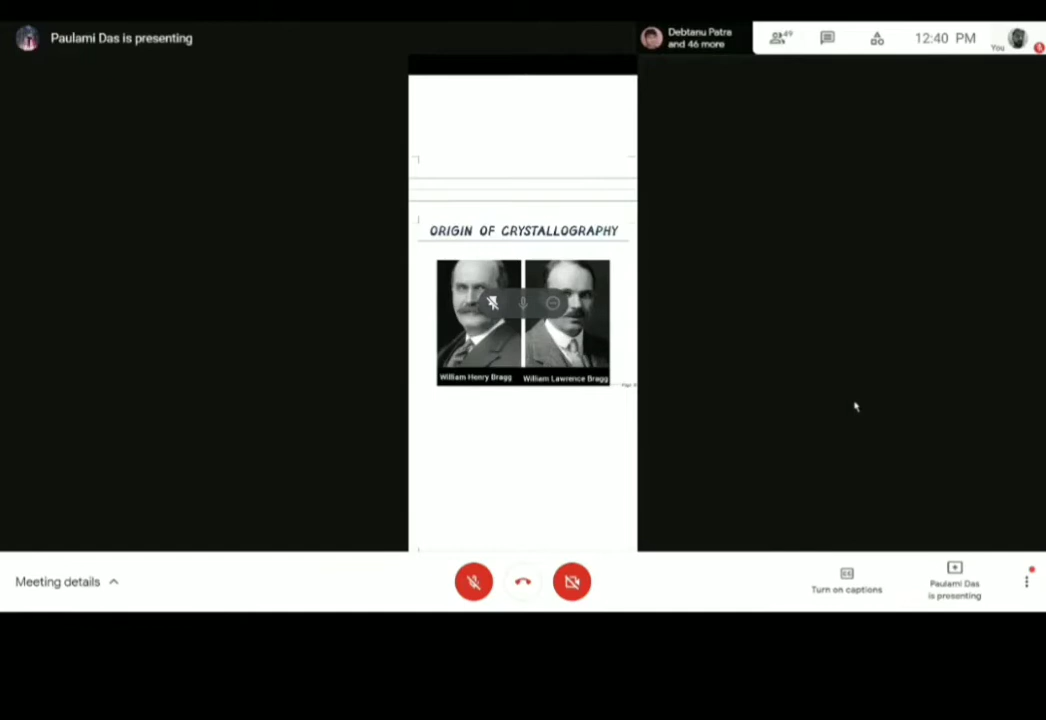 Paulami Das is presenting
Debtanu Patra
and 46 more
49
12:40 PM
You
ORIGIN OF CRYSTALLOGRAPHY
William Henry Bragg
William Lawrence Bragg
Meeting details
Turn on captions
Paulami Das
is presenting